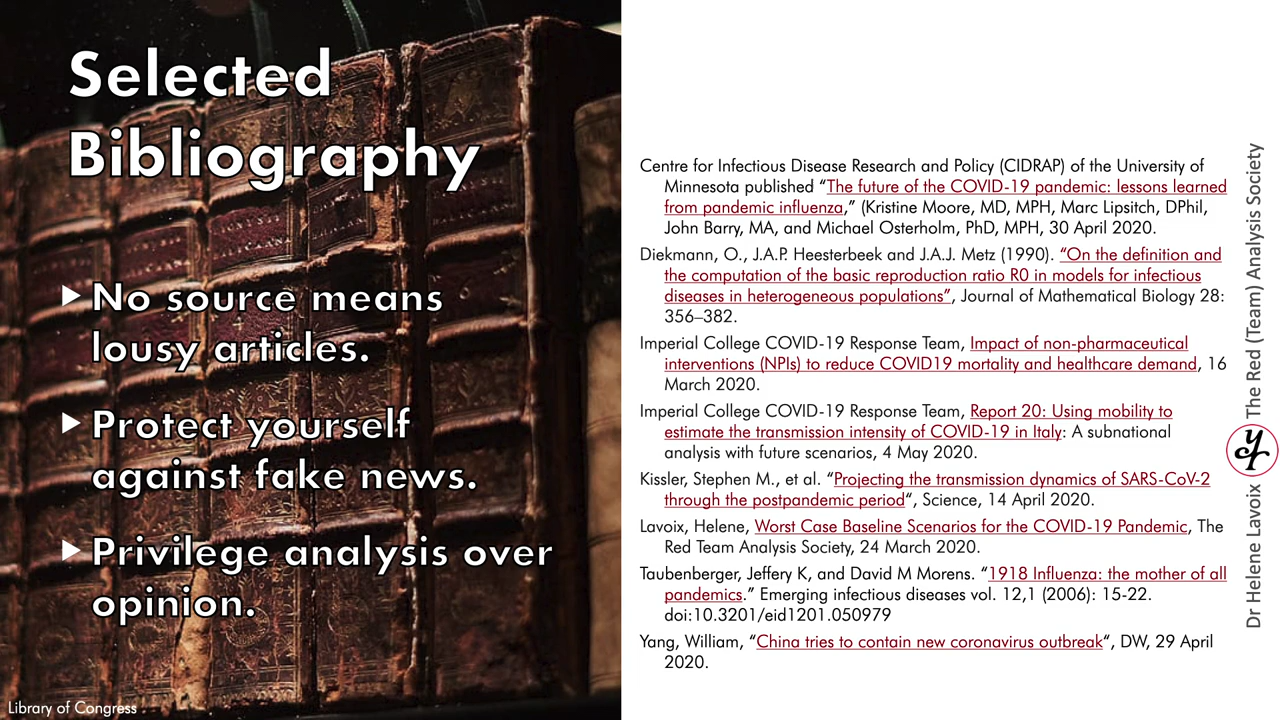 Selected
Bibliography
No source means
lousy articles.
Protect yourself
against fake news.
Privilege analysis over
opinion.
Library of Congress
Centre for Infectious Disease Research and Policy (CIDRAP) of the University of
Minnesota published “The future of the COVID-19 pandemic: lessons learned
from pandemic influenza,” (Kristine Moore, MD, MPH, Marc Lipsitch, DPhil,
John Barry, MA, and Michael Osterholm, PhD, MPH, 30 April 2020.
Diekmann, O., J.A.P. Heesterbeek and J.A.J. Metz (1990). “On the definition and
the computation of the basic reproduction ratio R0 in models for infectious
diseases in heterogeneous populations”, Journal of Mathematical Biology 28:
356–382.
Imperial College COVID-19 Response Team, Impact of non-pharmaceutical
interventions (NPIs) to reduce COVID19 mortality and healthcare demand, 16
March 2020.
Imperial College COVID-19 Response Team, Report 20: Using mobility to
estimate the transmission intensity of COVID-19 in Italy: A subnational
analysis with future scenarios, 4 May 2020.
Kissler, Stephen M., et al. “Projecting the transmission dynamics of SARS-CoV-2
through the postpandemic period“, Science, 14 April 2020.
Lavoix, Helene, Worst Case Baseline Scenarios for the COVID-19 Pandemic, The
Red Team Analysis Society, 24 March 2020.
Taubenberger, Jeffery K, and David M Morens. “1918 Influenza: the mother of all
pandemics.” Emerging infectious diseases vol. 12,1 (2006): 15-22.
doi:10.3201/eid1201.050979
Yang, William, “China tries to contain new coronavirus outbreak“, DW, 29 April
2020.
Dr Helene Lavoix The Red (Team) Analysis Society